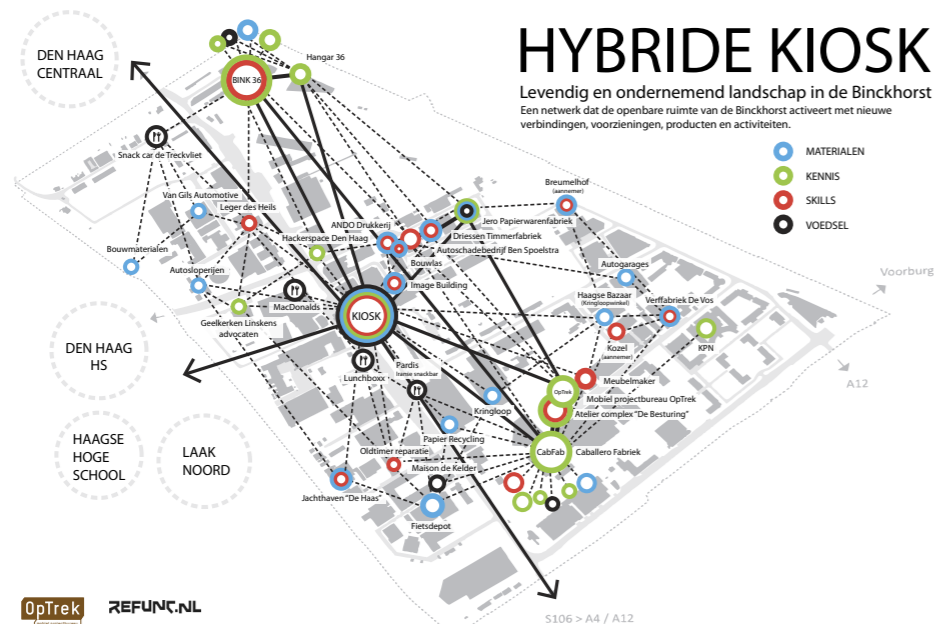 HYBRIDE KIOSK
Levendig en ondernemend landschap in de Binckhorst
Een netwerk dat de openbare ruimte van de Binckhorst activeert met nieuwe
verbindingen, voorzieningen, producten en activiteiten.
MATERIALEN
KENNIS
SKILLS
VOEDSEL
DEN HAAG
CENTRAAL
BINK 36
Hangar 36
Snack car de Treckvliet
Van Gils Automotive
Leger des Heils
Breumelhof
(aannemer)
ANDO Drukkerij
Jero Papierwarenfabriek
Driessen Timmerfabriek
Hackerspace Den Haag
Autoschadebedrijf Ben Spoelstra
Bouwmaterialen
Bouwlas
Autosloperijen
Image Building
Autogarages
Voorburg
MacDonalds
KIOSK
Haagse Bazaar
(Kringloopwinkel)
Verffabriek De Vos
Geelkerken Linskens
advocaten
Kozel
(aannemer)
KPN
DEN HAAG
HS
Lunchboxx
Pardis
Iranse snackbar
Meubelmaker
A12
OpTrek
Mobiel projectbureau OpTrek
Kringloop
Atelier complex "De Besturing"
Papier Recycling
HAAGSE
HOGE
SCHOOL
LAAK
NOORD
Oldtimer reparatie
CabFab
Caballero Fabriek
Maison de Kelder
Jachthaven "De Haas"
Fietsdepot
OpTrek
REFUNC.NL
S106 > A4 / A12